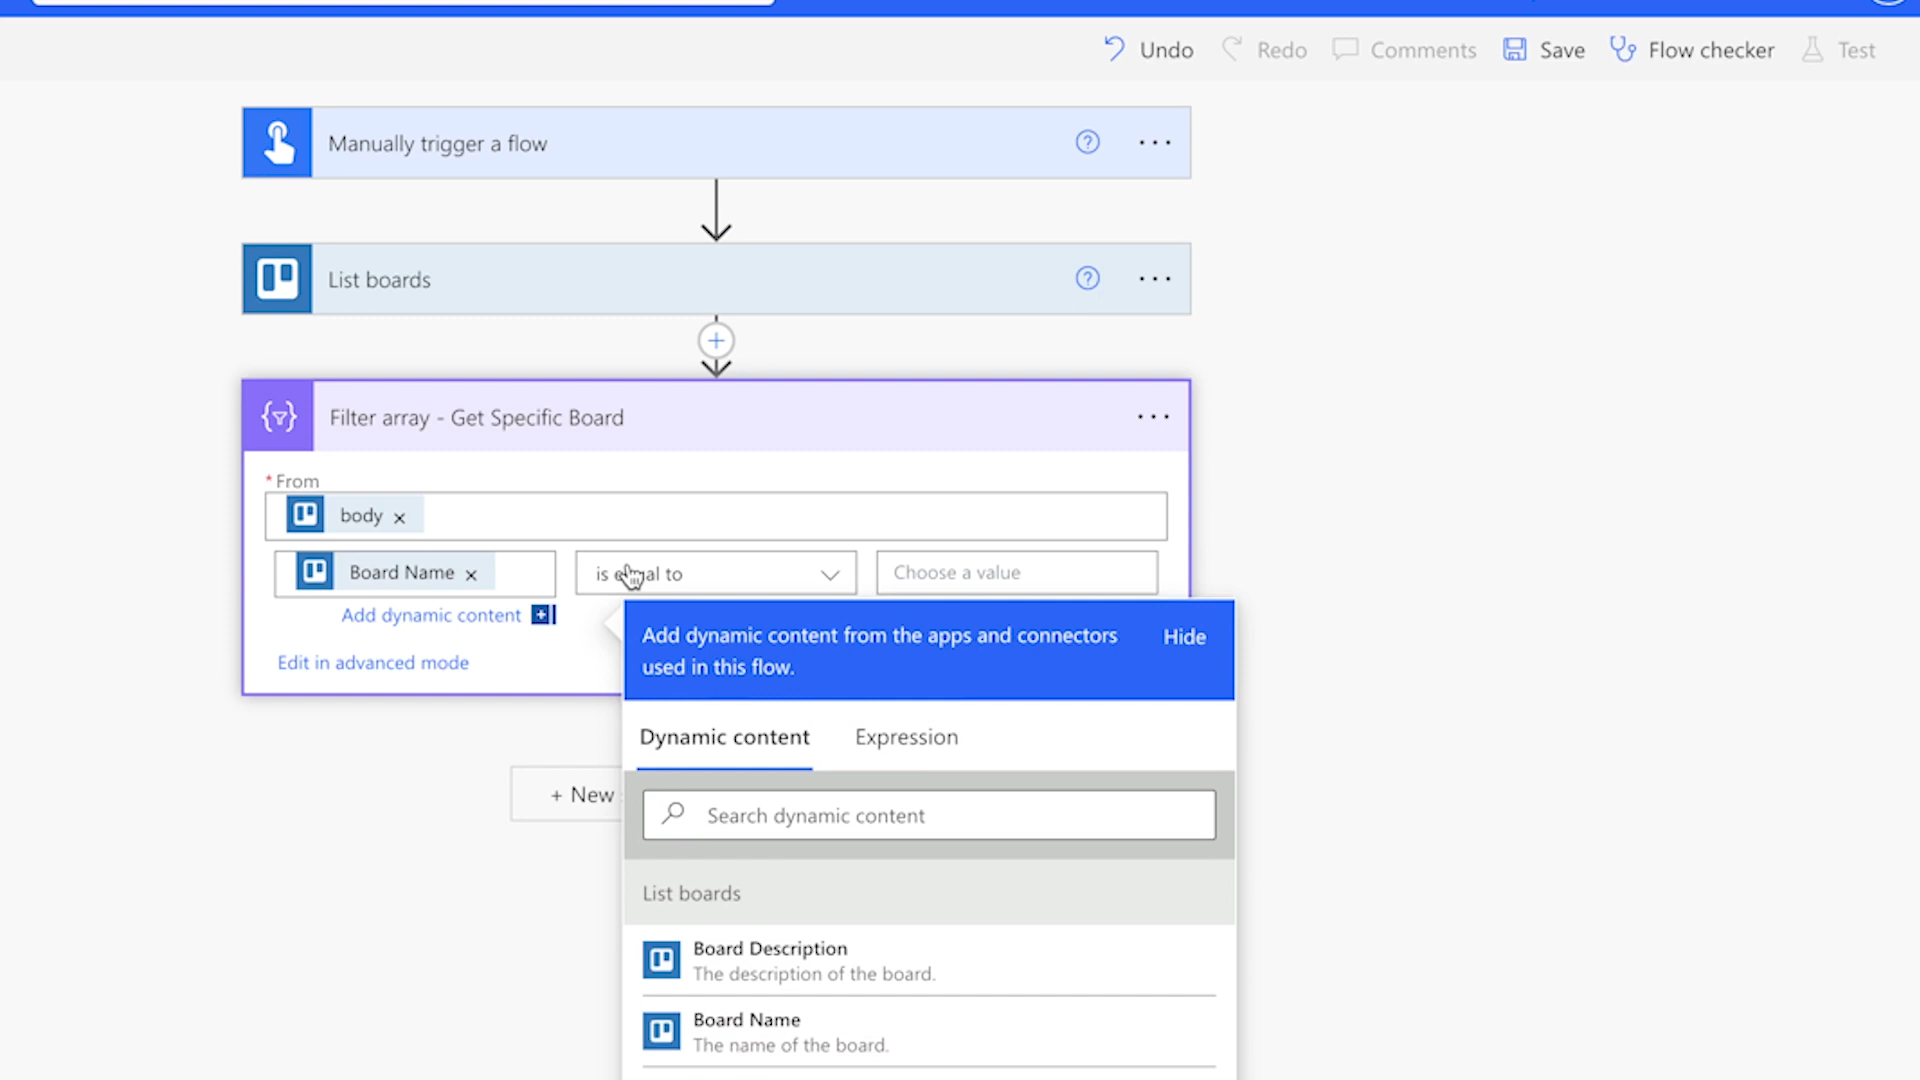 Undo
Redo
Comments
Save
Flow checker
Test
Manually trigger a flow
List boards
Filter array - Get Specific Board
* From
body
Board Name
is equal to
Choose a value
Add dynamic content
Edit in advanced mode
Add dynamic content from the apps and connectors
used in this flow.
Hide
Dynamic content
Expression
+ New
Search dynamic content
List boards
Board Description
The description of the board.
Board Name
The name of the board.